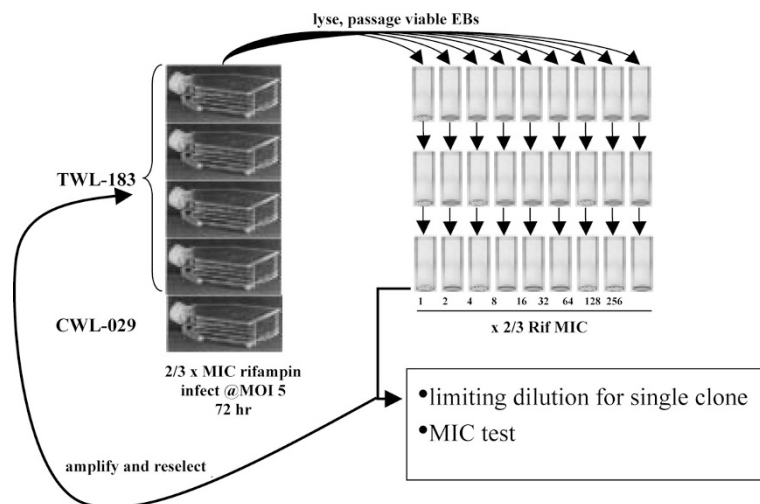 lyse, passage viable EBs
TWL-183
CWL-029
2/3 x MIC rifampin
infect @MOI 5
72 hr
1 2 4 8 16 32 64 128 256
x 2/3 Rif MIC
•limiting dilution for single clone
•MIC test
amplify and reselect